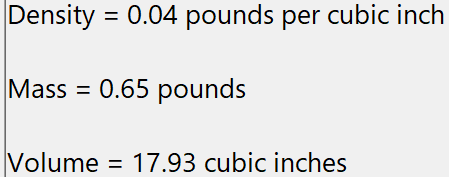 Density = 0.04 pounds per cubic inch
Mass = 0.65 pounds
Volume = 17.93 cubic inches